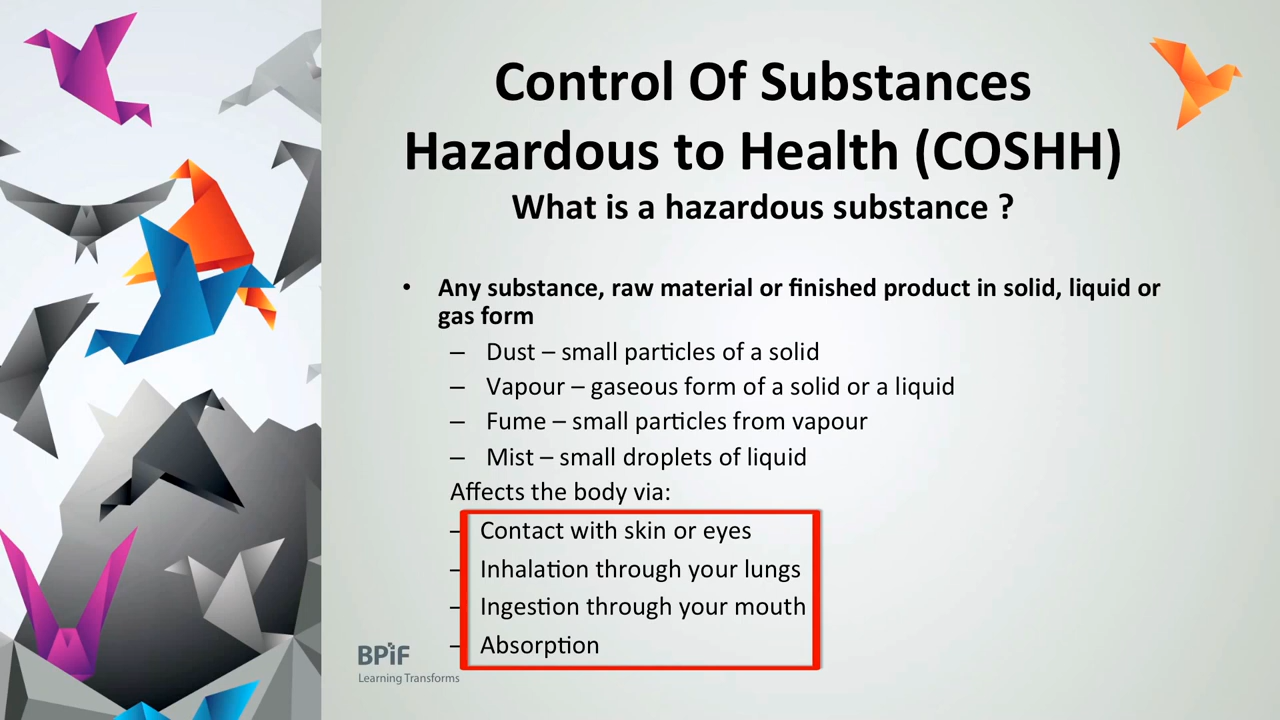 Control Of Substances
Hazardous to Health (COSHH)
What is a hazardous substance ?
• Any substance, raw material or finished product in solid, liquid or
gas form
– Dust – small particles of a solid
– Vapour – gaseous form of a solid or a liquid
– Fume – small particles from vapour
– Mist – small droplets of liquid
Affects the body via:
– Contact with skin or eyes
– Inhalation through your lungs
– Ingestion through your mouth
– Absorption
BPiF
Learning Transforms